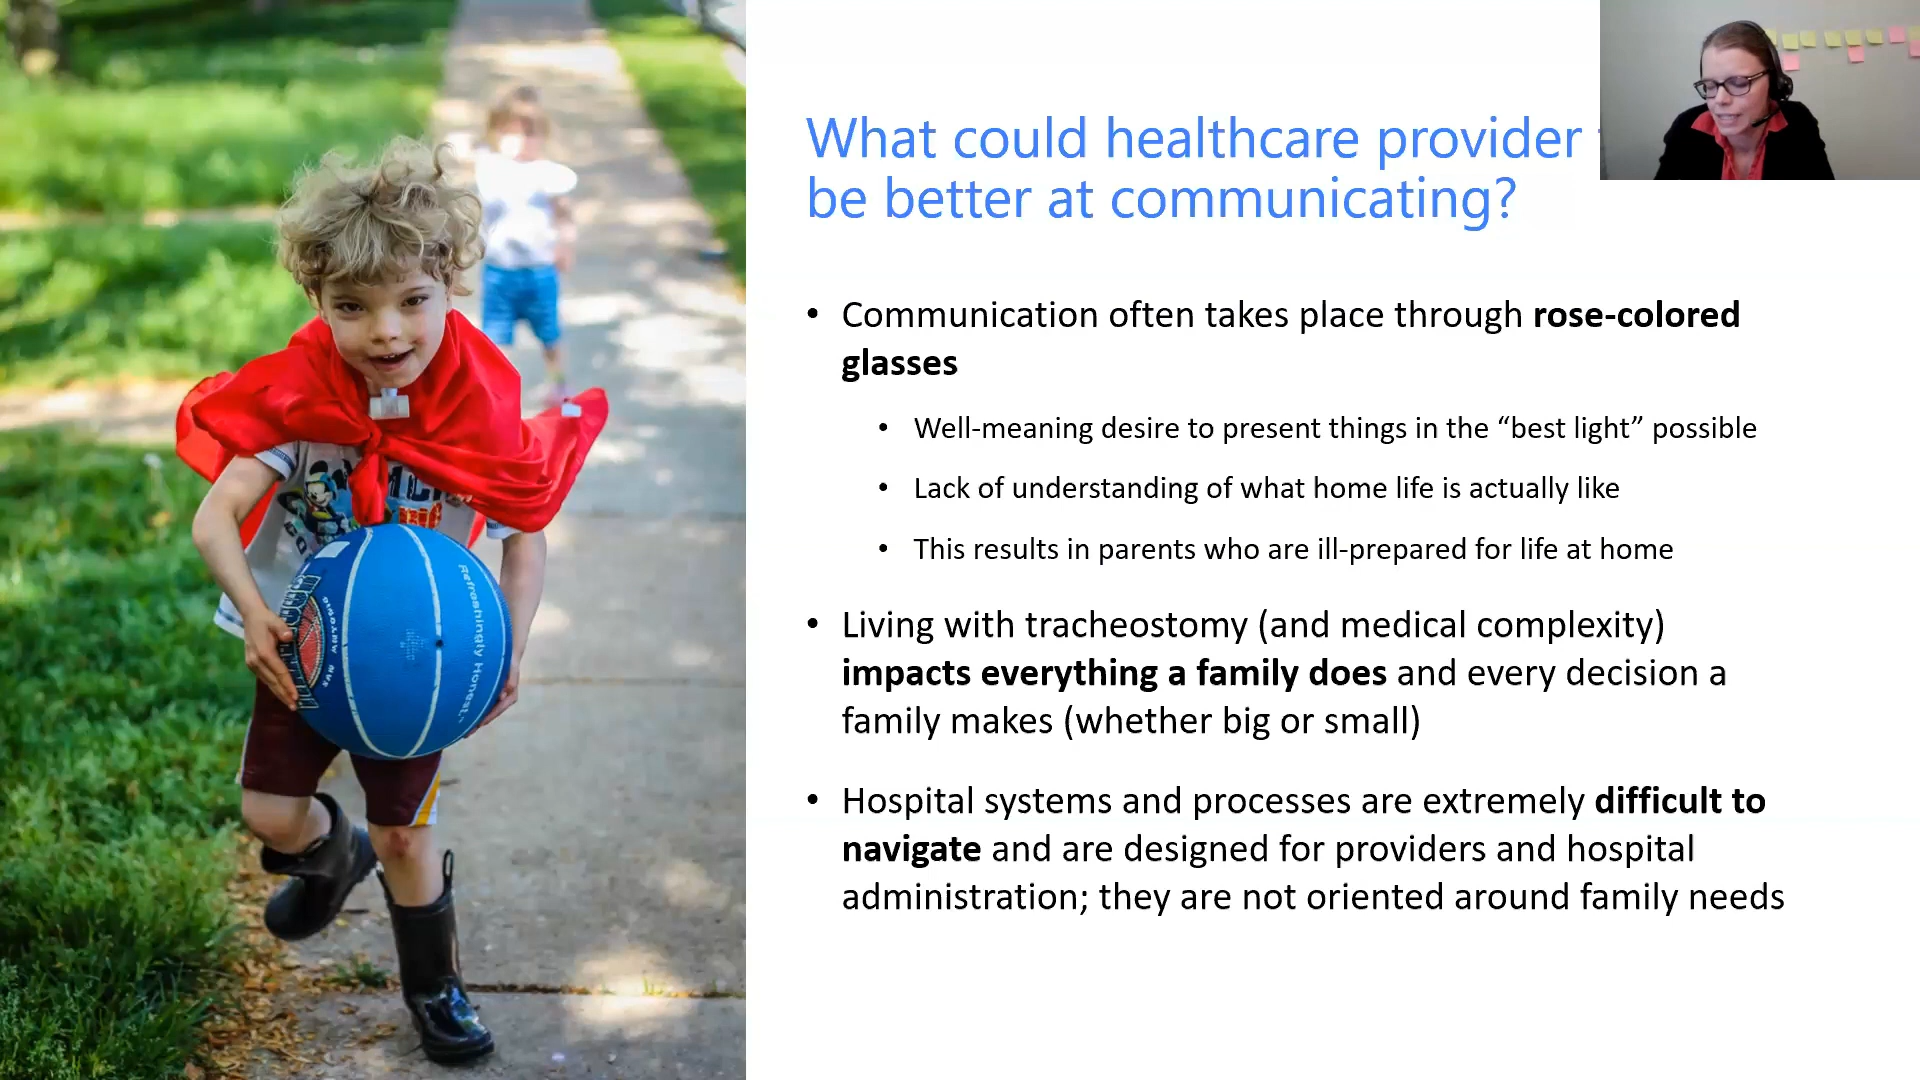 What could healthcare provider
be better at communicating?
• Communication often takes place through rose-colored
glasses
• Well-meaning desire to present things in the “best light” possible
• Lack of understanding of what home life is actually like
• This results in parents who are ill-prepared for life at home
• Living with tracheostomy (and medical complexity)
impacts everything a family does and every decision a
family makes (whether big or small)
• Hospital systems and processes are extremely difficult to
navigate and are designed for providers and hospital
administration; they are not oriented around family needs
Refreshingly Honest.